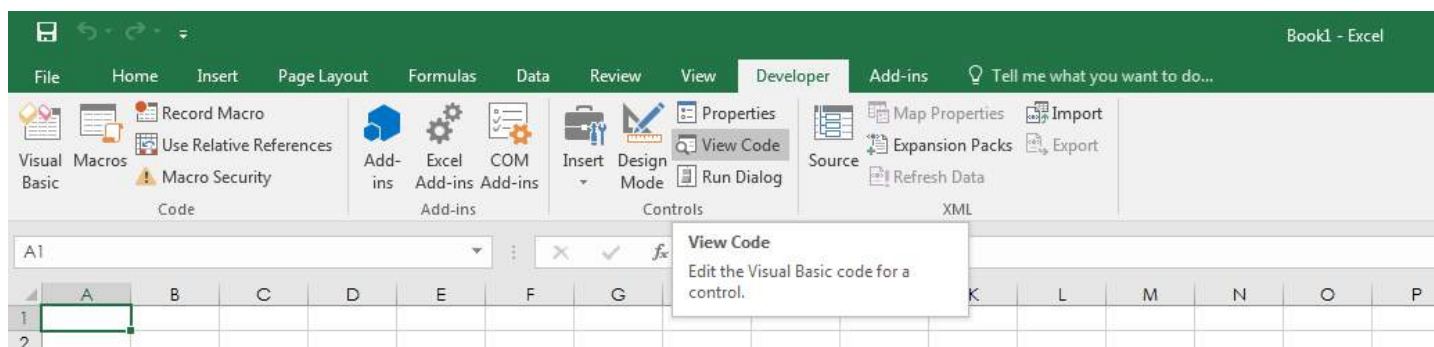 Book1 - Excel
File Home Insert Page Layout Formulas Data Review View Developer Add-ins Tell me what you want to do...
Visual Basic
Macros
Record Macro
Use Relative References
Macro Security
Code
Add-ins
Excel Add-ins
COM Add-ins
Add-ins
Insert
Design Mode
Properties
View Code
Run Dialog
Controls
Source
Map Properties
Expansion Packs
Refresh Data
Import
Export
XML
A1
fx
View Code
Edit the Visual Basic code for a
control.
A B C D E F G K L M N O P
1
2